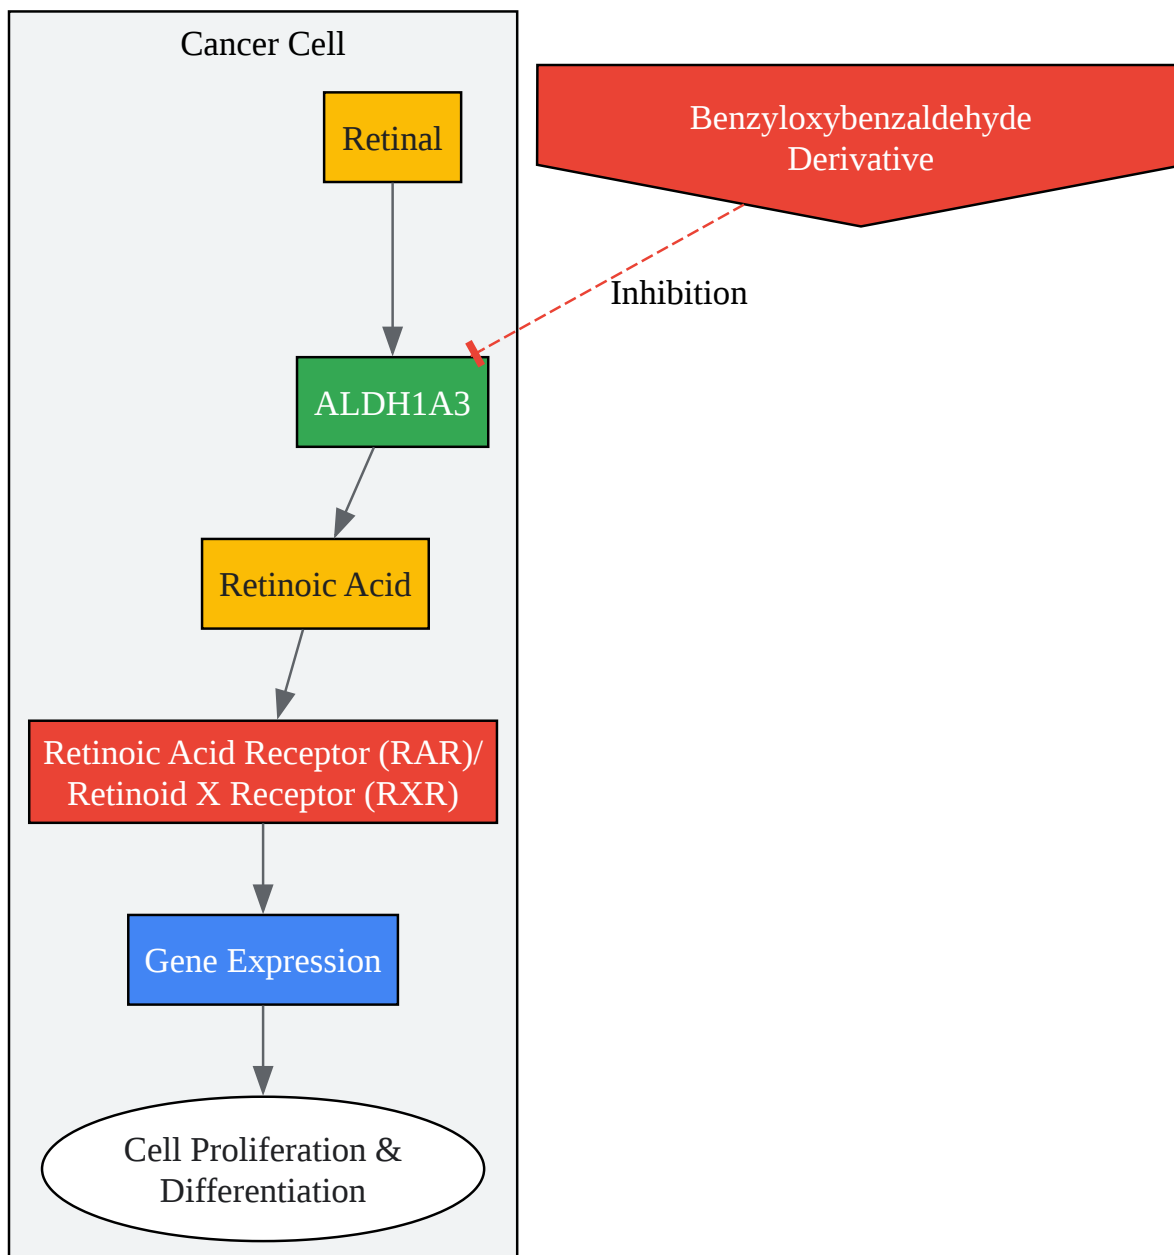 Cancer Cell
Retinal
Benzyloxybenzaldehyde
Derivative
Inhibition
ALDH1A3
Retinoic Acid
Retinoic Acid Receptor (RAR)/
Retinoid X Receptor (RXR)
Gene Expression
Cell Proliferation &
Differentiation